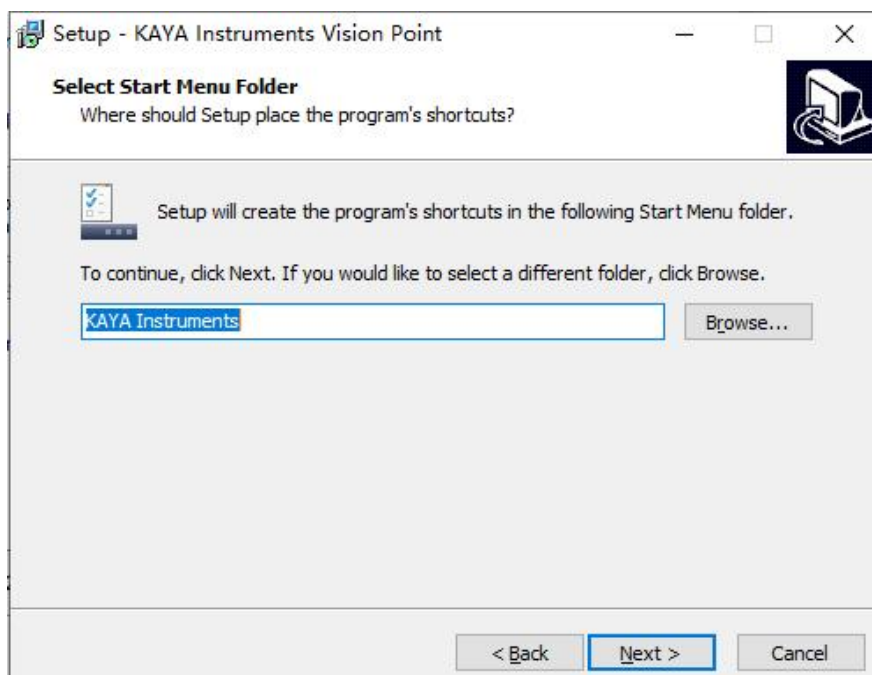 Setup - KAYA Instruments Vision Point
Select Start Menu Folder
Where should Setup place the program's shortcuts?
Setup will create the program's shortcuts in the following Start Menu folder.
To continue, click Next. If you would like to select a different folder, click Browse.
KAYA Instruments
Browse...
< Back
Next >
Cancel